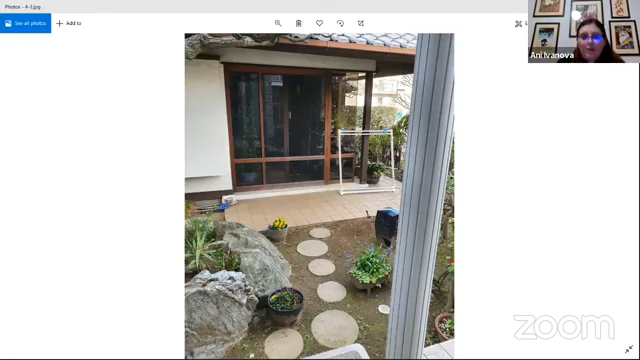 Photos - 4-3.jpg
See all photos
Add to
Ani Ivanova
zoom